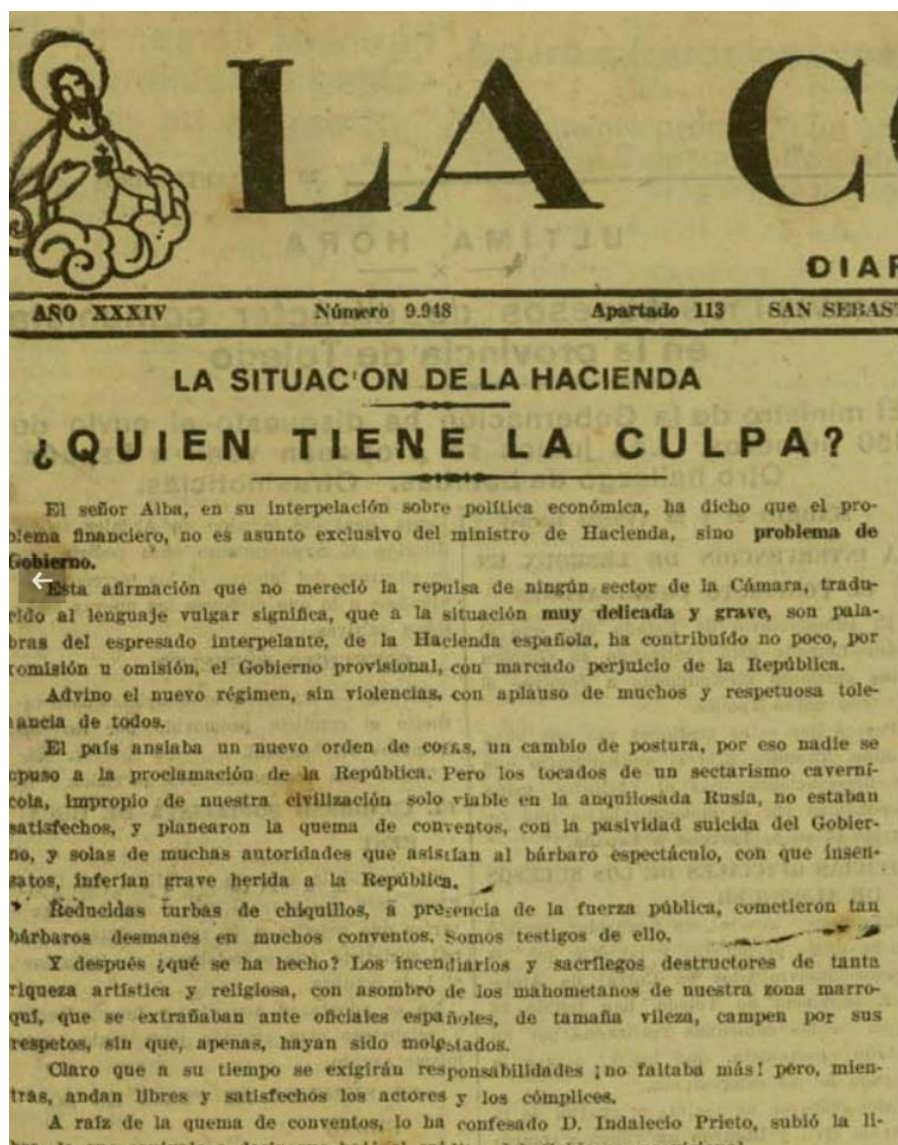 LA CO
DIAR
AÑO XXXIV Número 9.948 Apartado 113 SAN SEBAST
LA SITUAC'ON DE LA HACIENDA
¿QUIEN TIENE LA CULPA?
El señor Alba, en su interpelación sobre política económica, ha dicho que el pro-
blema financiero, no es asunto exclusivo del ministro de Hacienda, sino problema de
Gobierno.
Esta afirmación que no mereció la repulsa de ningún sector de la Cámara, tradu-
cido al lenguaje vulgar significa, que a la situación muy delicada y grave, son pala-
bras del espresado interpelante, de la Hacienda española, ha contribuído no poco, por
comisión u omisión, el Gobierno provisional, con marcado perjuicio de la República.
Advino el nuevo régimen, sin violencias, con aplauso de muchos y respetuosa tole-
rancia de todos.
El país ansiaba un nuevo orden de cosas, un cambio de postura, por eso nadie se
opuso a la proclamación de la República. Pero los tocados de un sectarismo caverní-
cola, impropio de nuestra civilización solo viable en la anquilosada Rusia, no estaban
satisfechos, y planearon la quema de conventos, con la pasividad suicida del Gobier-
no, y solas de muchas autoridades que asistían al bárbaro espectáculo, con que insen-
satos, inferían grave herida a la República.
Reducidas turbas de chiquillos, a presencia de la fuerza pública, cometieron tan
bárbaros desmanes en muchos conventos. Somos testigos de ello.
Y después ¿qué se ha hecho? Los incendiarios y sacrílegos destructores de tanta
riqueza artística y religiosa, con asombro de los mahometanos de nuestra zona marro-
quí, que se extrañaban ante oficiales españoles, de tamaña vileza, campen por sus
respetos, sin que, apenas, hayan sido molestados.
Claro que a su tiempo se exigirán responsabilidades ¡no faltaba más! pero, mien-
tras, andan libres y satisfechos los actores y los cómplices.
A raíz de la quema de conventos, lo ha confesado D. Indalecio Prieto, subió la li-